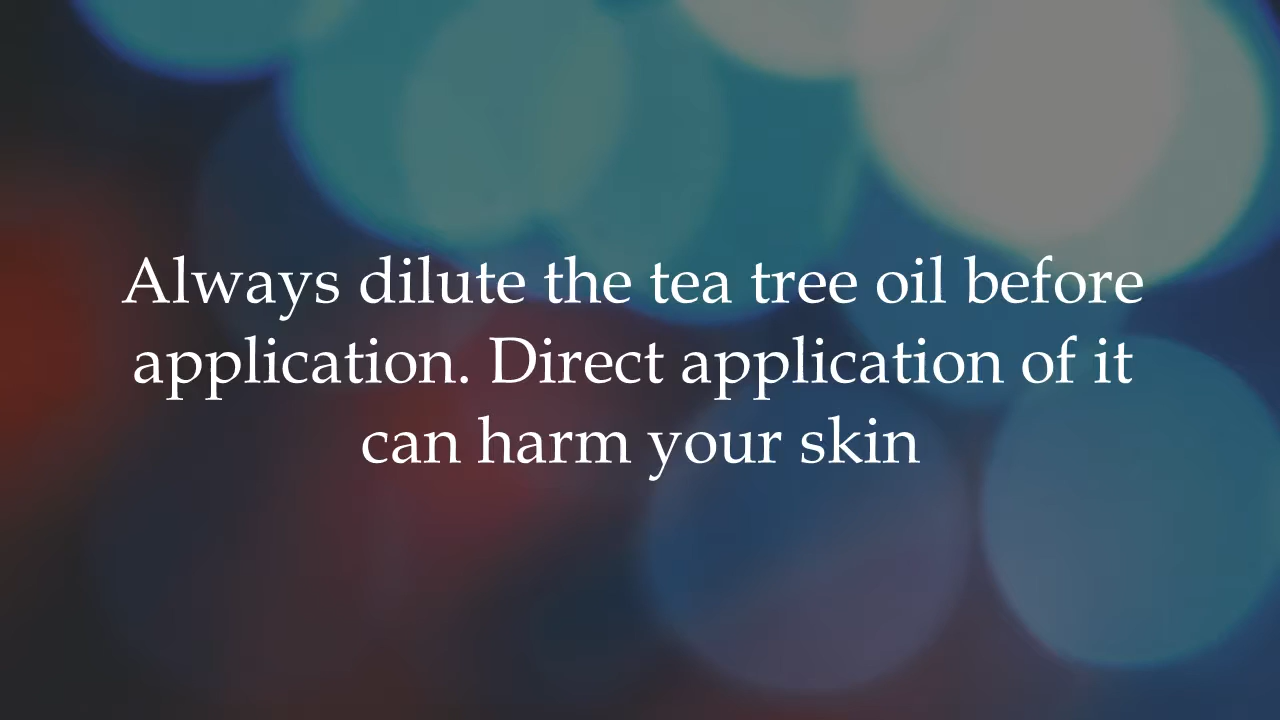 Always dilute the tea tree oil before
application. Direct application of it
can harm your skin